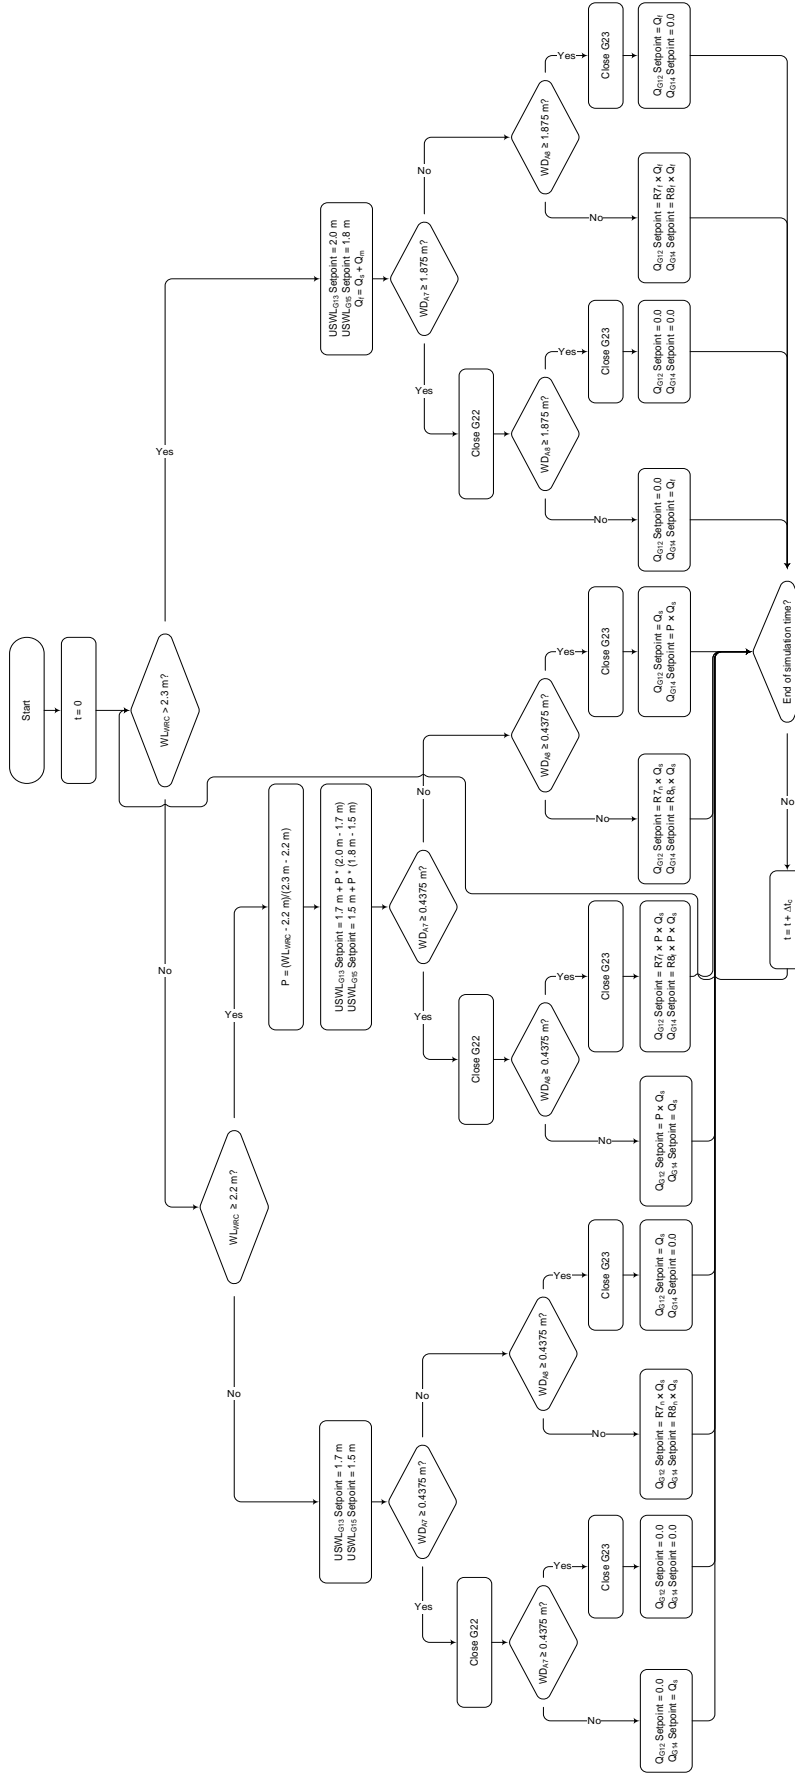 Start
t = 0
WLWRC > 2.3 m?
No
Yes
WLWRC ≥ 2.2 m?
No
Yes
P = (WLWRC - 2.2 m)/(2.3 m - 2.2 m)
USWLG13 Setpoint = 1.7 m
USWLG15 Setpoint = 1.5 m
USWLG13 Setpoint = 1.7 m + P * (2.0 m - 1.7 m)
USWLG15 Setpoint = 1.5 m + P * (1.8 m - 1.5 m)
USWLG13 Setpoint = 2.0 m
USWLG15 Setpoint = 1.8 m
Qf = Qs + Qm
WDA7 ≥ 0.4375 m?
WDA7 ≥ 0.4375 m?
WDA7 ≥ 1.875 m?
Yes
No
Yes
No
Yes
No
Close G22
Close G22
Close G22
WDA7 ≥ 0.4375 m?
WDA8 ≥ 0.4375 m?
WDA8 ≥ 0.4375 m?
WDA8 ≥ 0.4375 m?
WDA8 ≥ 1.875 m?
WDA8 ≥ 1.875 m?
No
Yes
No
Yes
No
Yes
No
Yes
No
Yes
No
Yes
Close G23
Close G23
Close G23
Close G23
Close G23
Close G23
QG12 Setpoint = 0.0
QG14 Setpoint = Qs
QG12 Setpoint = 0.0
QG14 Setpoint = 0.0
QG12 Setpoint = R7n × Qs
QG14 Setpoint = R8n × Qs
QG12 Setpoint = Qs
QG14 Setpoint = 0.0
QG12 Setpoint = P × Qs
QG14 Setpoint = Qs
QG12 Setpoint = R7f × P × Qs
QG14 Setpoint = R8f × P × Qs
QG12 Setpoint = R7n × Qs
QG14 Setpoint = R8n × Qs
QG12 Setpoint = Qs
QG14 Setpoint = P × Qs
QG12 Setpoint = 0.0
QG14 Setpoint = Qf
QG12 Setpoint = 0.0
QG14 Setpoint = 0.0
QG12 Setpoint = R7f × Qf
QG14 Setpoint = R8f × Qf
QG12 Setpoint = Qf
QG14 Setpoint = 0.0
End of simulation time?
No
t = t + Δtc